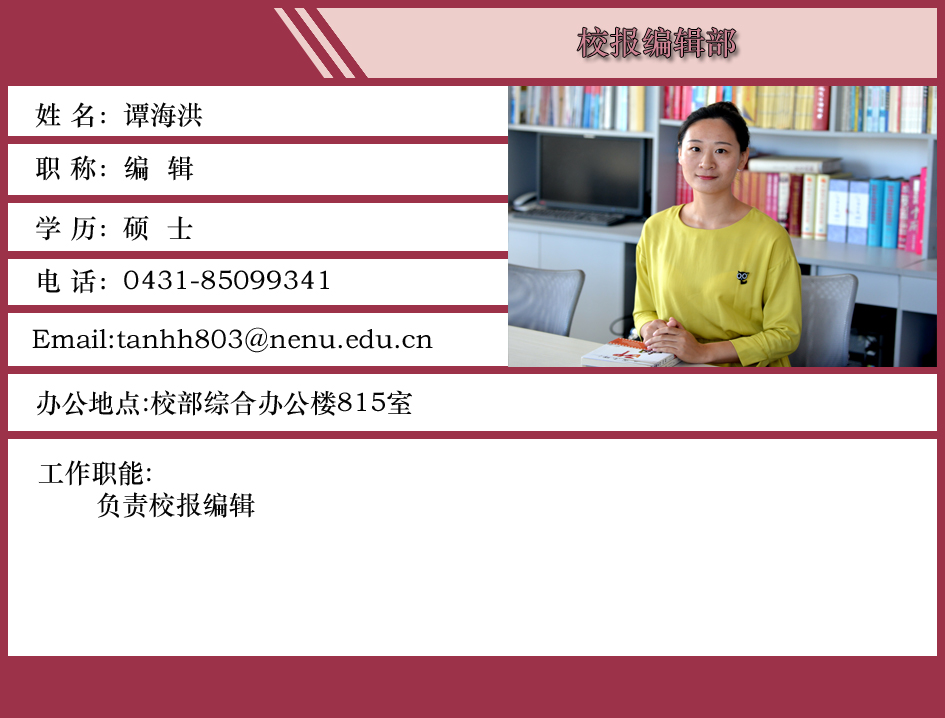 校报编辑部
姓 名：谭海洪
职 称：编 辑
学 历：硕 士
电 话：0431-85099341
Email:tanhh803@nenu.edu.cn
办公地点:校部综合办公楼815室
工作职能:
负责校报编辑